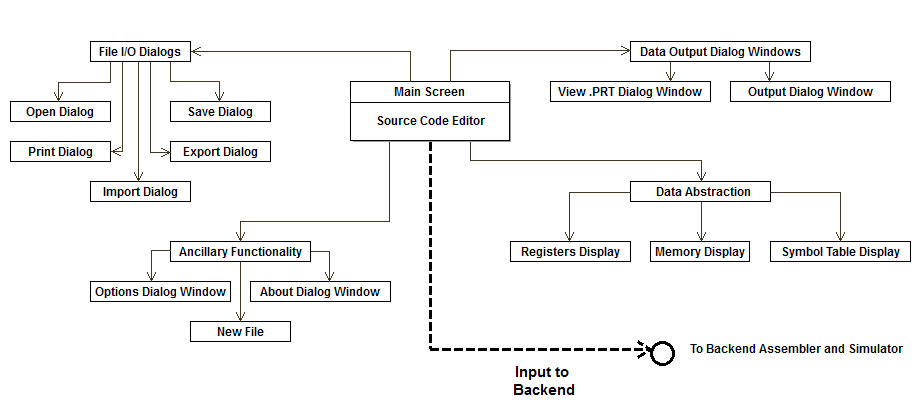 File I/O Dialogs
Data Output Dialog Windows
Main Screen
Source Code Editor
View .PRT Dialog Window
Output Dialog Window
Open Dialog
Save Dialog
Print Dialog
Export Dialog
Import Dialog
Data Abstraction
Registers Display
Memory Display
Symbol Table Display
Ancillary Functionality
Options Dialog Window
About Dialog Window
New File
To Backend Assembler and Simulator
Input to
Backend